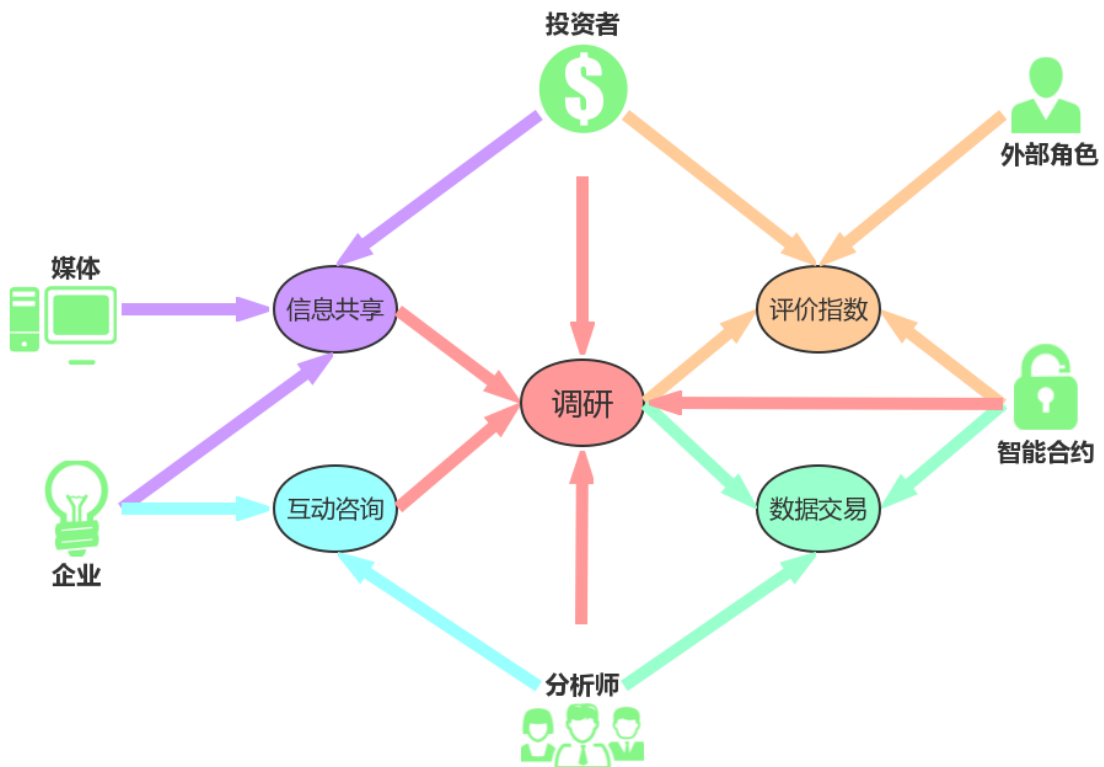 投资者
外部角色
媒体
信息共享
评价指数
调研
智能合约
互动咨询
数据交易
企业
分析师